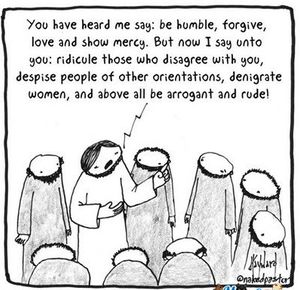 You have heard me say: be humble, forgive,
love and show mercy. But now I say unto
you: ridicule those who disagree with you,
despise people of other orientations, denigrate
women, and above all be arrogant and rude!
Hayward
@nakedpastor